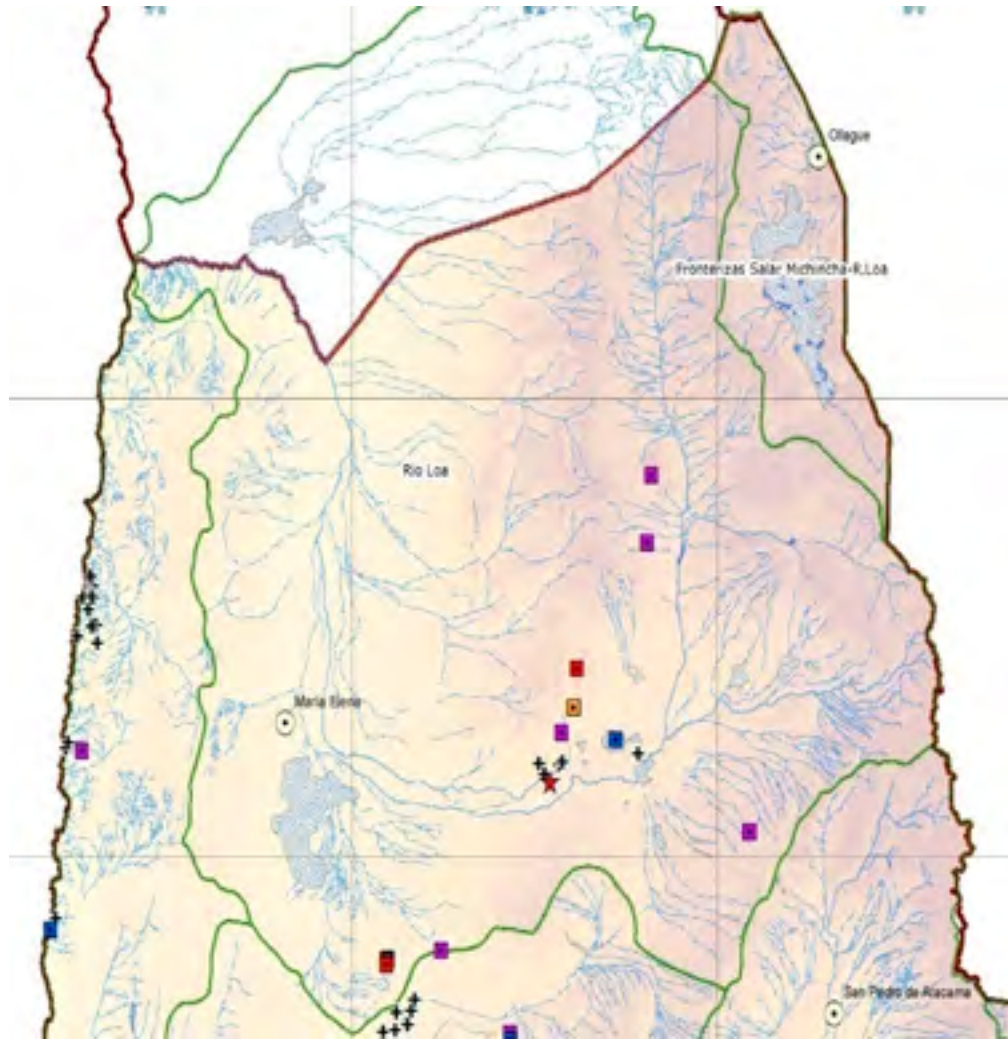 Ollague
Fronterizas Salar Michincha-R.Loa
Rio Loa
Maria Elena
San Pedro de Atacama